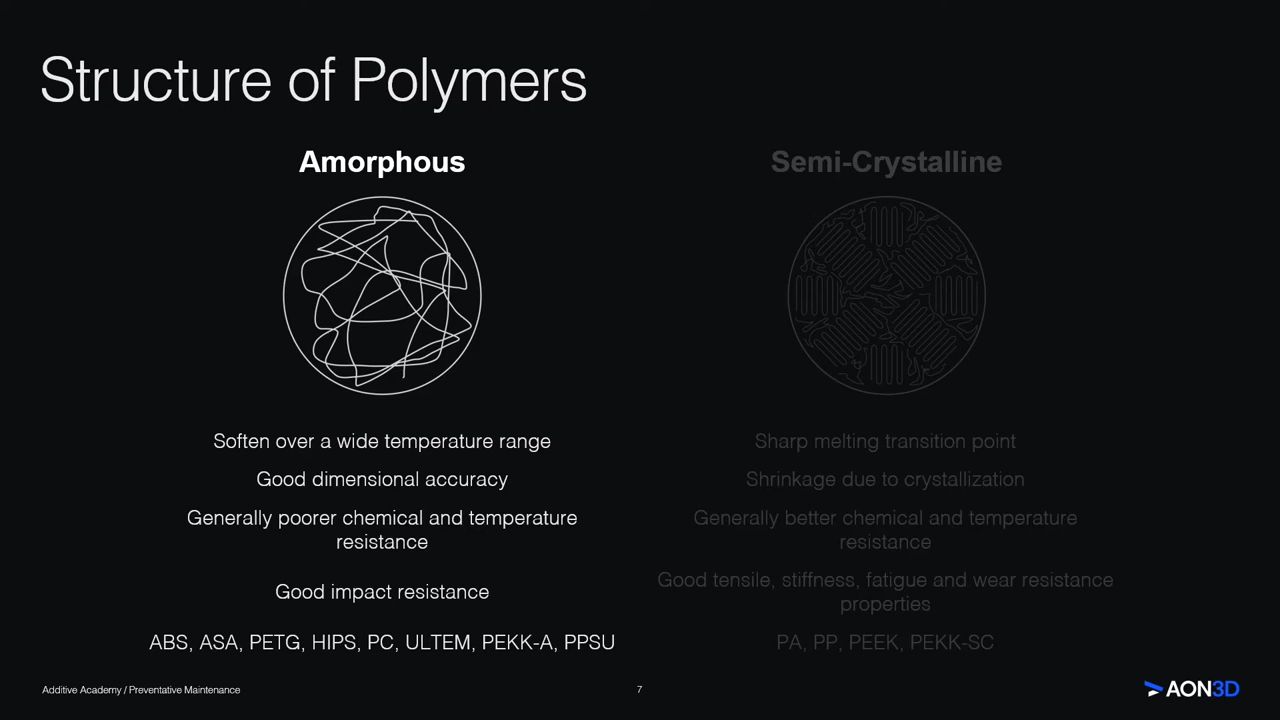 Structure of Polymers
Amorphous
Soften over a wide temperature range
Good dimensional accuracy
Generally poorer chemical and temperature
resistance
Good impact resistance
ABS, ASA, PETG, HIPS, PC, ULTEM, PEKK-A, PPSU
Semi-Crystalline
Sharp melting transition point
Shrinkage due to crystallization
Generally better chemical and temperature
resistance
Good tensile, stiffness, fatigue and wear resistance
properties
PA, PP, PEEK, PEKK-SC
Additive Academy / Preventative Maintenance
7
AON3D